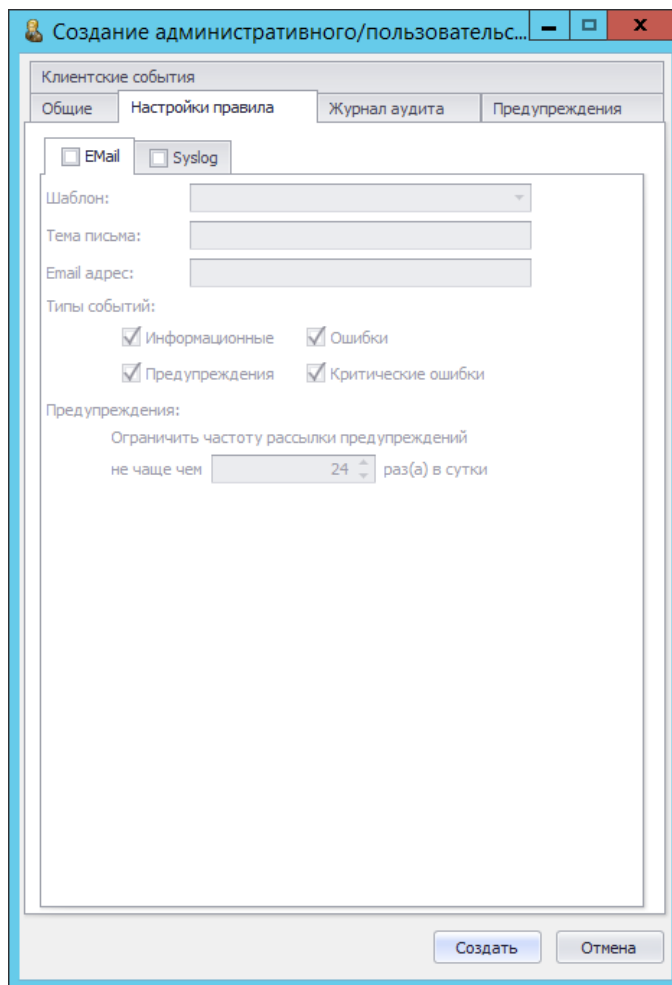 Создание административного/пользовательс...
Клиентские события
Общие Настройки правила Журнал аудита Предупреждения
EMail Syslog
Шаблон:
Тема письма:
Email адрес:
Типы событий:
Информационные Ошибки
Предупреждения Критические ошибки
Предупреждения:
Ограничить частоту рассылки предупреждений
не чаще чем 24 раз(а) в сутки
Создать Отмена